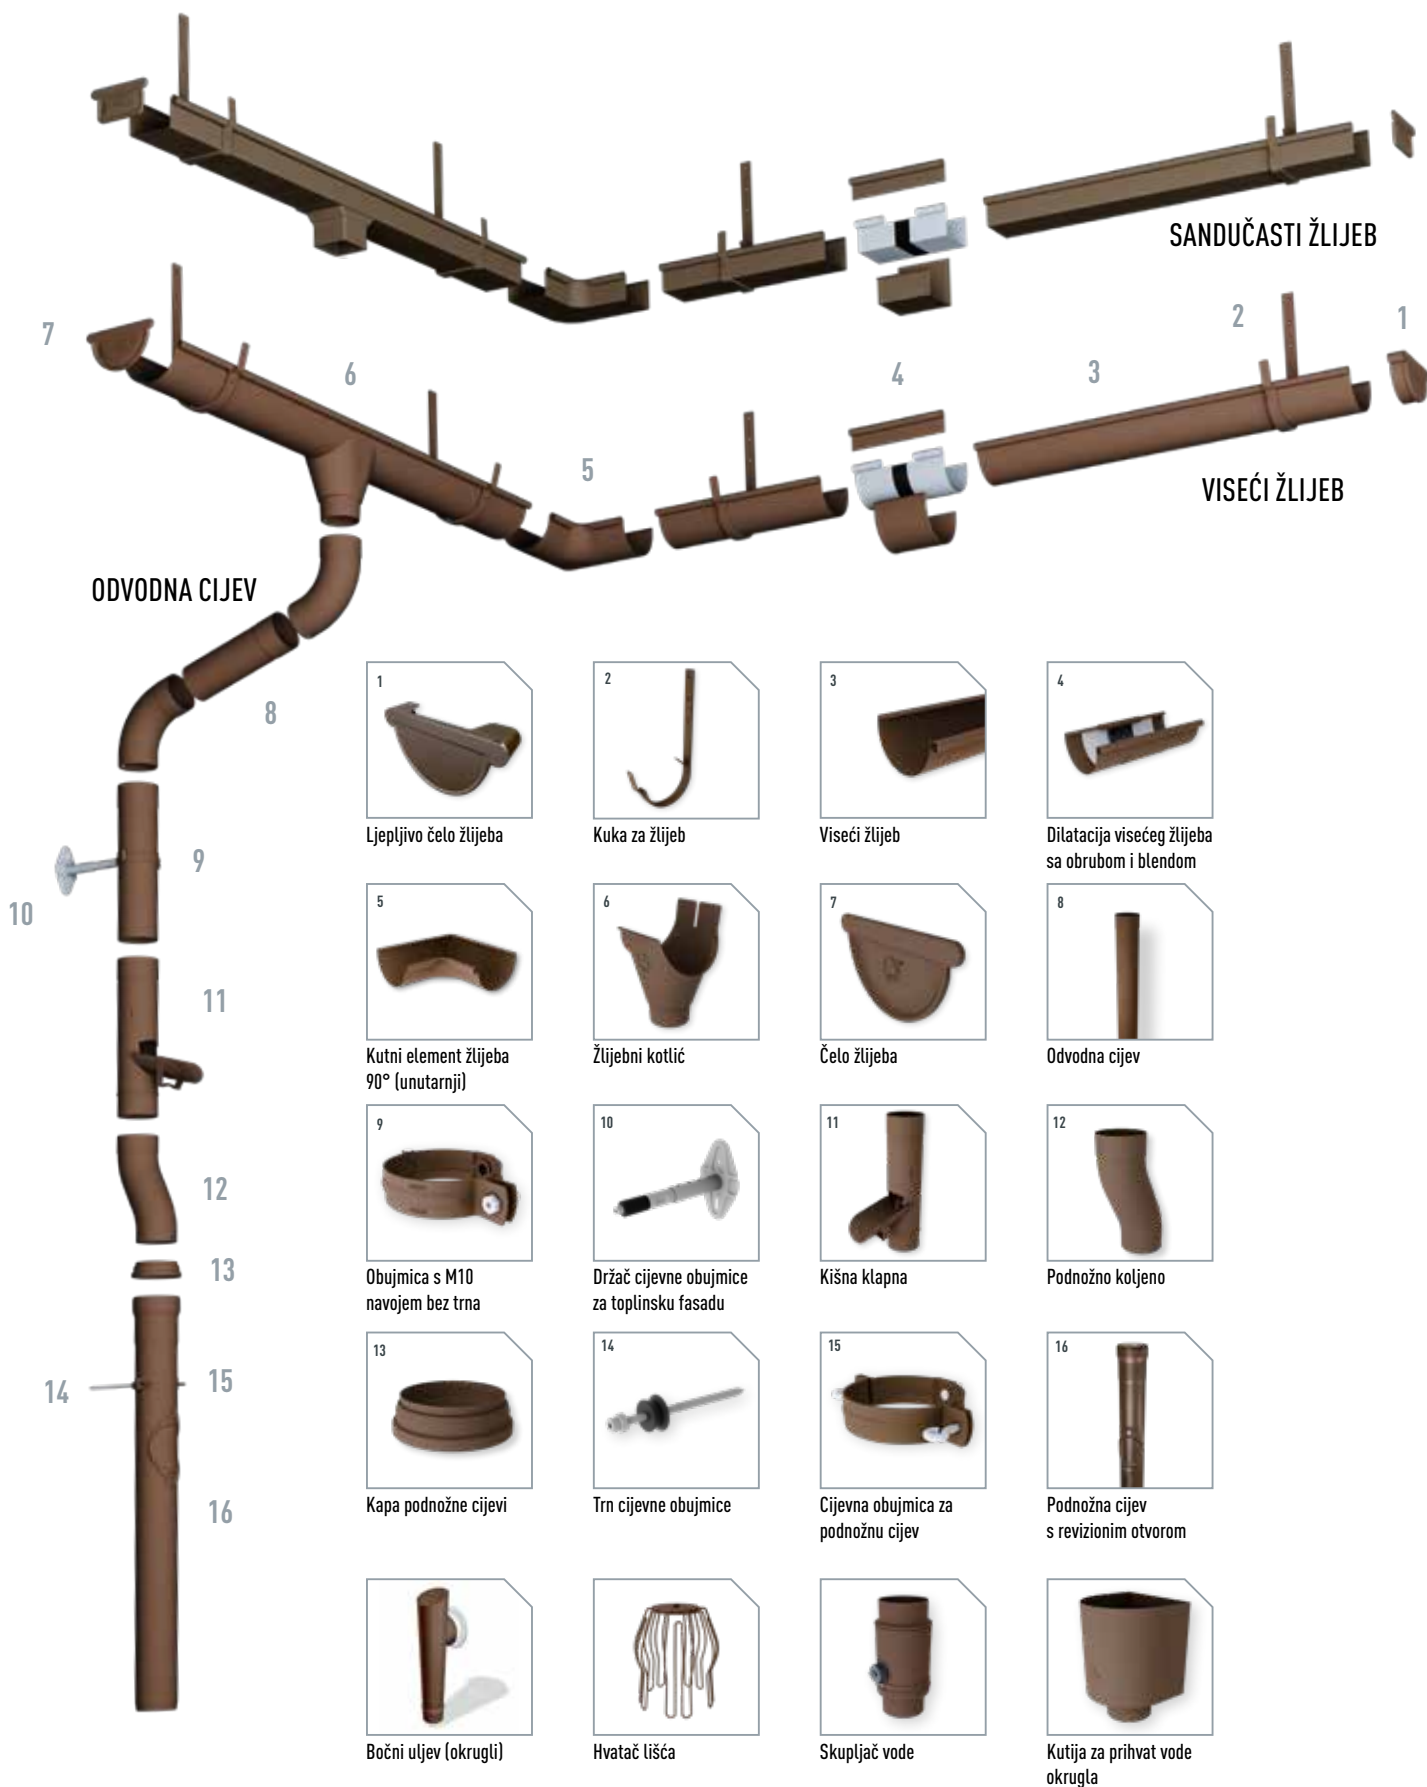 SANDUČASTI ŽLIJEB
7
6
5
4
3
2
1
VISEĆI ŽLIJEB
ODVODNA CIJEV
8
9
10
11
12
13
14
15
16
1
Ljepljivo čelo žlijeba
2
Kuka za žlijeb
3
Viseći žlijeb
4
Dilatacija visećeg žlijeba
sa obrubom i blendom
5
Kutni element žlijeba
90° (unutarnji)
6
Žlijebni kotlić
7
Čelo žlijeba
8
Odvodna cijev
9
Obujmica s M10
navojem bez trna
10
Držač cijevne obujmice
za toplinsku fasadu
11
Kišna klapna
12
Podnožno koljeno
13
Kapa podnožne cijevi
14
Trn cijevne obujmice
15
Cijevna obujmica za
podnožnu cijev
16
Podnožna cijev
s revizionim otvorom
Bočni uljev (okrugli)
Hvatač lišća
Skupljač vode
Kutija za prihvat vode
okrugla